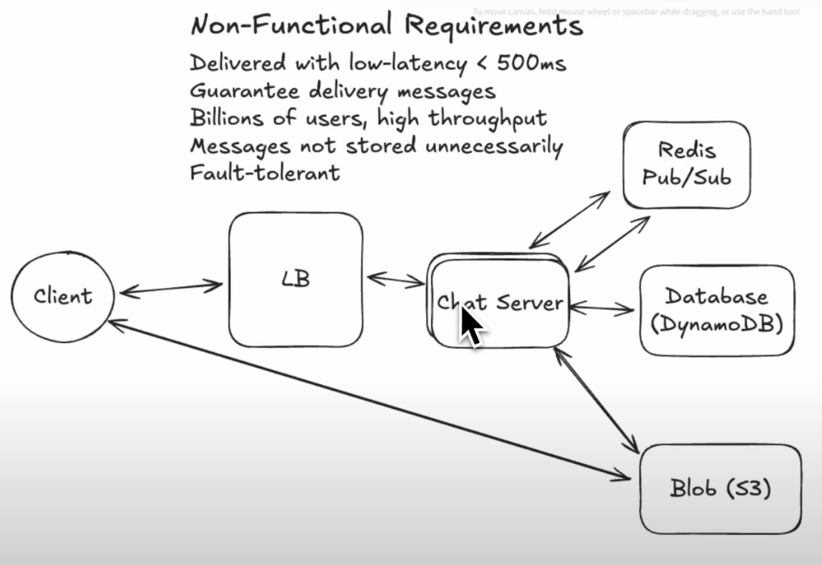 To move canvas, hold mouse wheel or spacebar while dragging, or use the hand tool
Non-Functional Requirements
Delivered with low-latency < 500ms
Guarantee delivery messages
Billions of users, high throughput
Messages not stored unnecessarily
Fault-tolerant
Redis
Pub/Sub
Client
LB
Chat Server
Database
(DynamoDB)
Blob (S3)